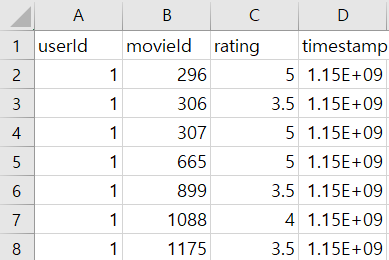 A B C D
1 userId movieId rating timestamp
2 1 296 5 1.15E+09
3 1 306 3.5 1.15E+09
4 1 307 5 1.15E+09
5 1 665 5 1.15E+09
6 1 899 3.5 1.15E+09
7 1 1088 4 1.15E+09
8 1 1175 3.5 1.15E+09